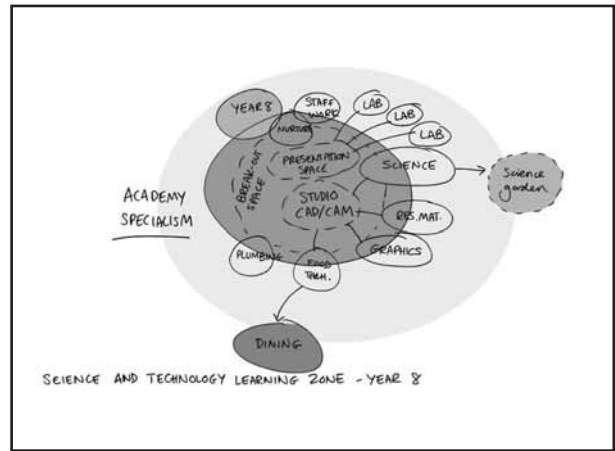 YEAR 8
STAFF
WORK
LAB
LAB
LAB
NURTURE
PRESENTATION
SPACE
SCIENCE
Science
garden
BREAK-OUT
SPACE
STUDIO
CAD/CAM
ACADEMY
SPECIALISM
RES. MAT.
GRAPHICS
PLUMBING
FOOD
TECH.
DINING
SCIENCE AND TECHNOLOGY LEARNING ZONE - YEAR 8